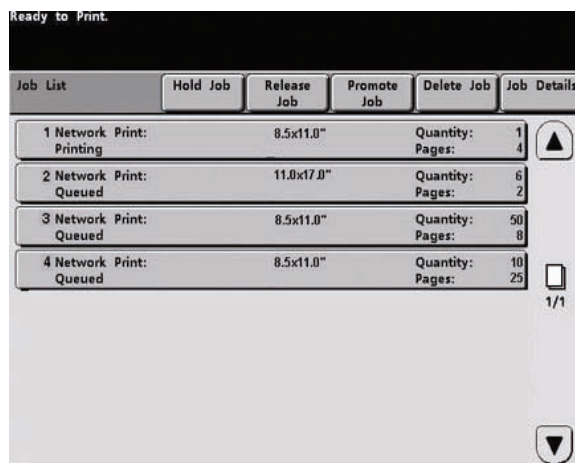 Ready to Print.
Job List
Hold Job
Release
Job
Promote
Job
Delete Job
Job Details
1 Network Print: 8.5x11.0" Quantity: 1
Printing Pages: 4
2 Network Print: 11.0x17.0" Quantity: 6
Queued Pages: 2
3 Network Print: 8.5x11.0" Quantity: 50
Queued Pages: 8
4 Network Print: 8.5x11.0" Quantity: 10
Queued Pages: 25
1/1